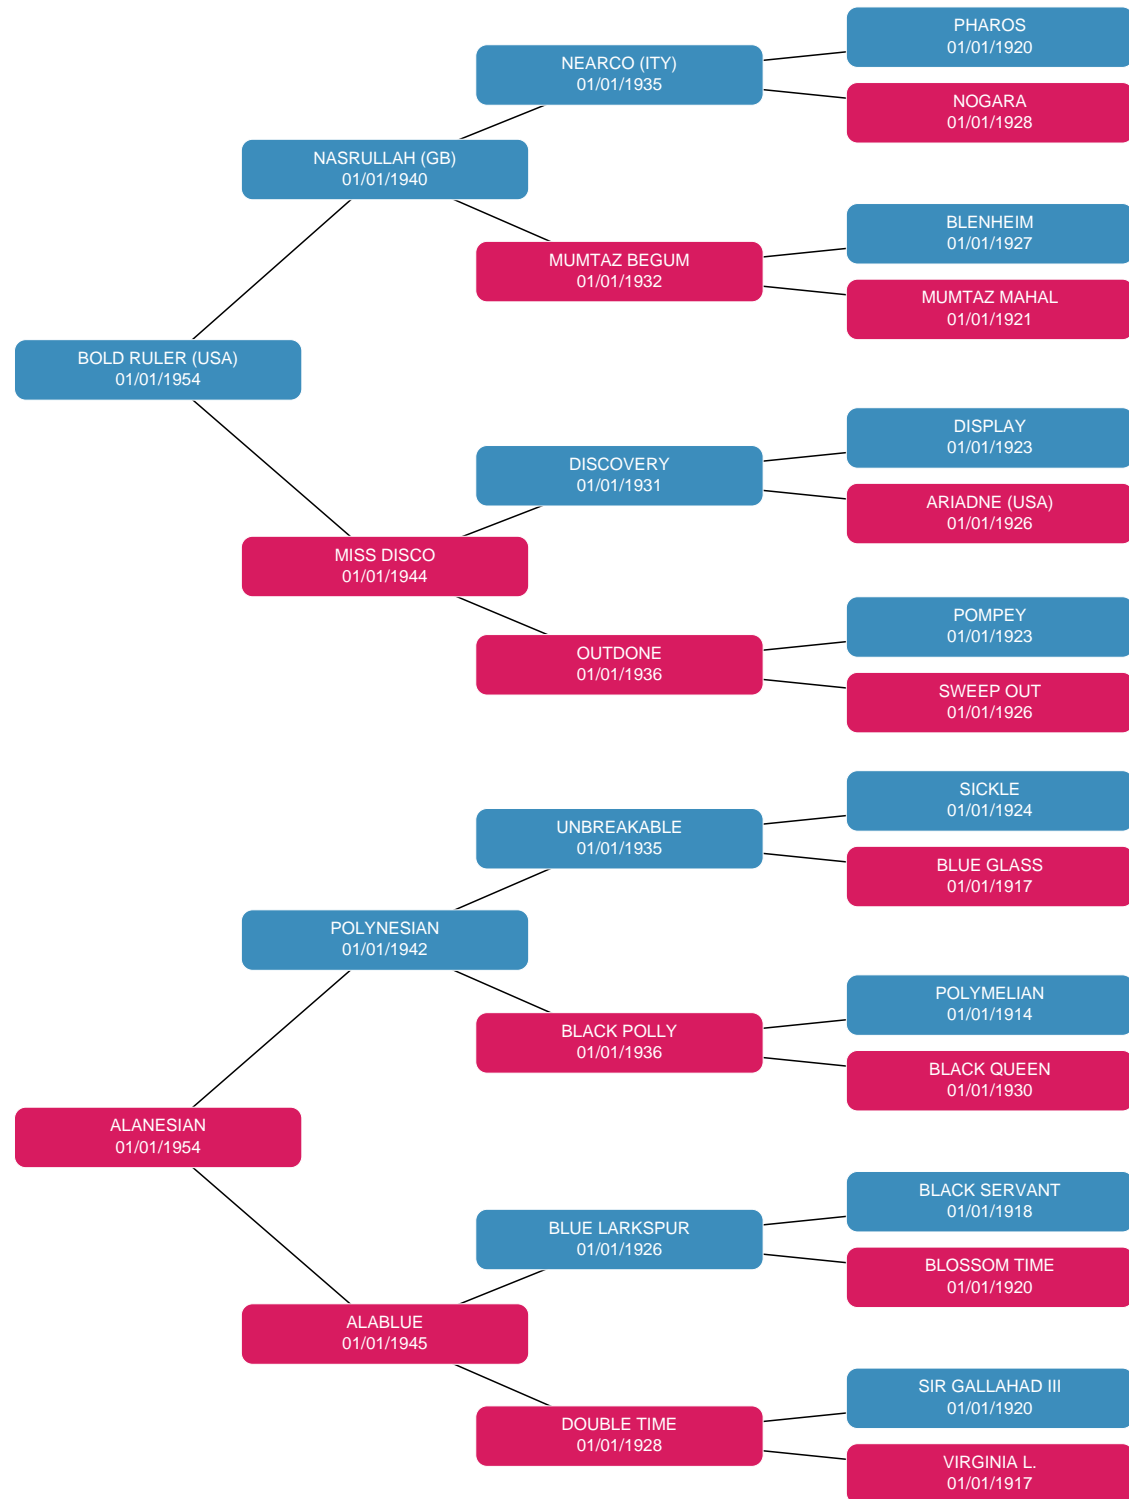 PHAROS
01/01/1920
NEARCO (ITY)
01/01/1935
NOGARA
01/01/1928
NASRULLAH (GB)
01/01/1940
BLENHEIM
01/01/1927
MUMTAZ BEGUM
01/01/1932
MUMTAZ MAHAL
01/01/1921
BOLD RULER (USA)
01/01/1954
DISPLAY
01/01/1923
DISCOVERY
01/01/1931
ARIADNE (USA)
01/01/1926
MISS DISCO
01/01/1944
POMPEY
01/01/1923
OUTDONE
01/01/1936
SWEEP OUT
01/01/1926
SICKLE
01/01/1924
UNBREAKABLE
01/01/1935
BLUE GLASS
01/01/1917
POLYNESIAN
01/01/1942
POLYMELIAN
01/01/1914
BLACK POLLY
01/01/1936
BLACK QUEEN
01/01/1930
ALANESIAN
01/01/1954
BLACK SERVANT
01/01/1918
BLUE LARKSPUR
01/01/1926
BLOSSOM TIME
01/01/1920
ALABLUE
01/01/1945
SIR GALLAHAD III
01/01/1920
DOUBLE TIME
01/01/1928
VIRGINIA L.
01/01/1917